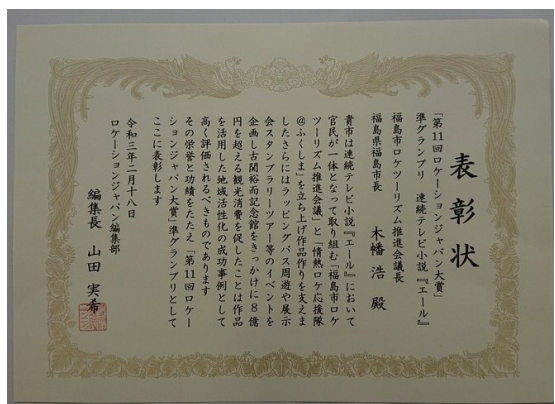 表彰状
「第11回ロケーションジャパン大賞」
準グランプリ 連続テレビ小説『エール』
福島市ロケツーリズム推進会議長
福島県福島市長 木幡 浩 殿
貴市は連続テレビ小説『エール』において
官民が一体となって取り組む「福島市ロケ
ツーリズム推進会議」と「情熱ロケ応援隊
@ふくしま」を立ち上げ作品作りを支えま
したさらにはラッピングバス周遊や展示
会スタンプラリーツアー等のイベントを
企画し古関裕而記念館をきっかけに8億
円を超える観光消費を促したことは作品
を活用した地域活性化の成功事例として
高く評価されるべきものであります
その栄誉と功績をたたえ「第11回ロケー
ションジャパン大賞」準グランプリとして
ここに表彰します
令和三年二月十八日
ロケーションジャパン編集部
編集長 山田 実希